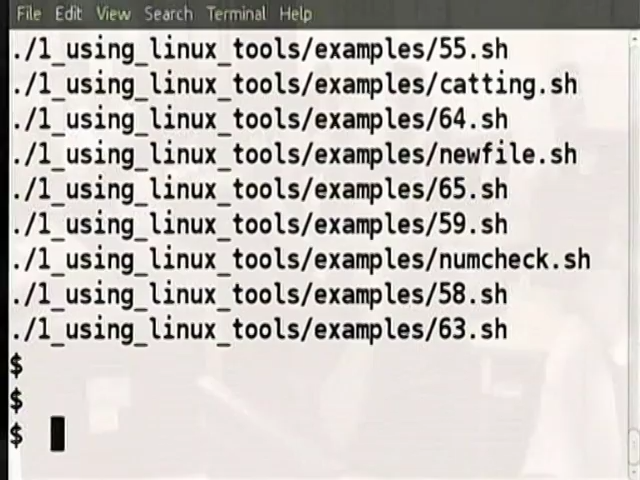 File Edit View Search Terminal Help
./1_using_linux_tools/examples/55.sh
./1_using_linux_tools/examples/catting.sh
./1_using_linux_tools/examples/64.sh
./1_using_linux_tools/examples/newfile.sh
./1_using_linux_tools/examples/65.sh
./1_using_linux_tools/examples/59.sh
./1_using_linux_tools/examples/numcheck.sh
./1_using_linux_tools/examples/58.sh
./1_using_linux_tools/examples/63.sh
$
$
$